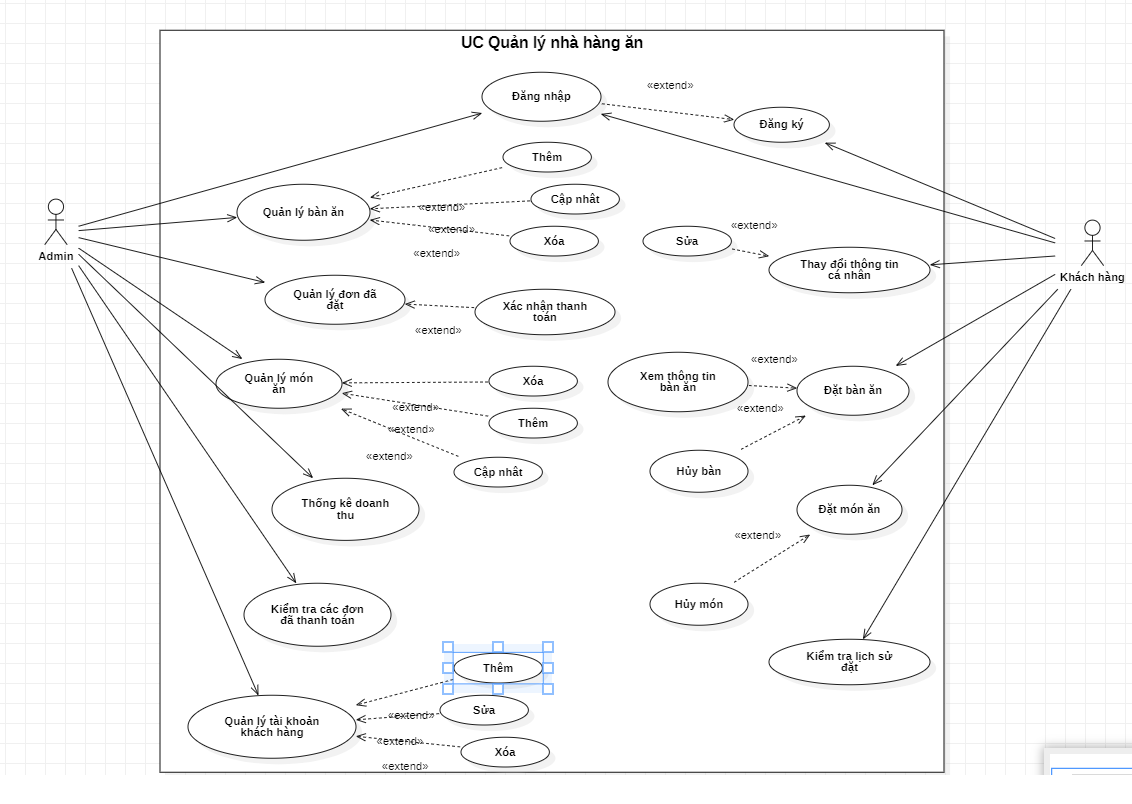 UC Quản lý nhà hàng ăn
«extend»
Đăng nhập
Đăng ký
Thêm
Quản lý bàn ăn
Cập nhât
«extend»
«extend»
Xóa
«extend»
Admin
Sửa
«extend»
Thay đổi thông tin
cá nhân
Khách hàng
Quản lý đơn đã
đặt
Xác nhận thanh
toán
«extend»
Quản lý món
ăn
Xóa
«extend»
Thêm
«extend»
Cập nhât
«extend»
Xem thông tin
bàn ăn
«extend»
Đặt bàn ăn
«extend»
Hủy bàn
Thống kê doanh
thu
Đặt món ăn
«extend»
Hủy món
Kiểm tra các đơn
đã thanh toán
Kiểm tra lịch sử
đặt
Thêm
Sửa
«extend»
Quản lý tài khoản
khách hàng
«extend»
Xóa
«extend»